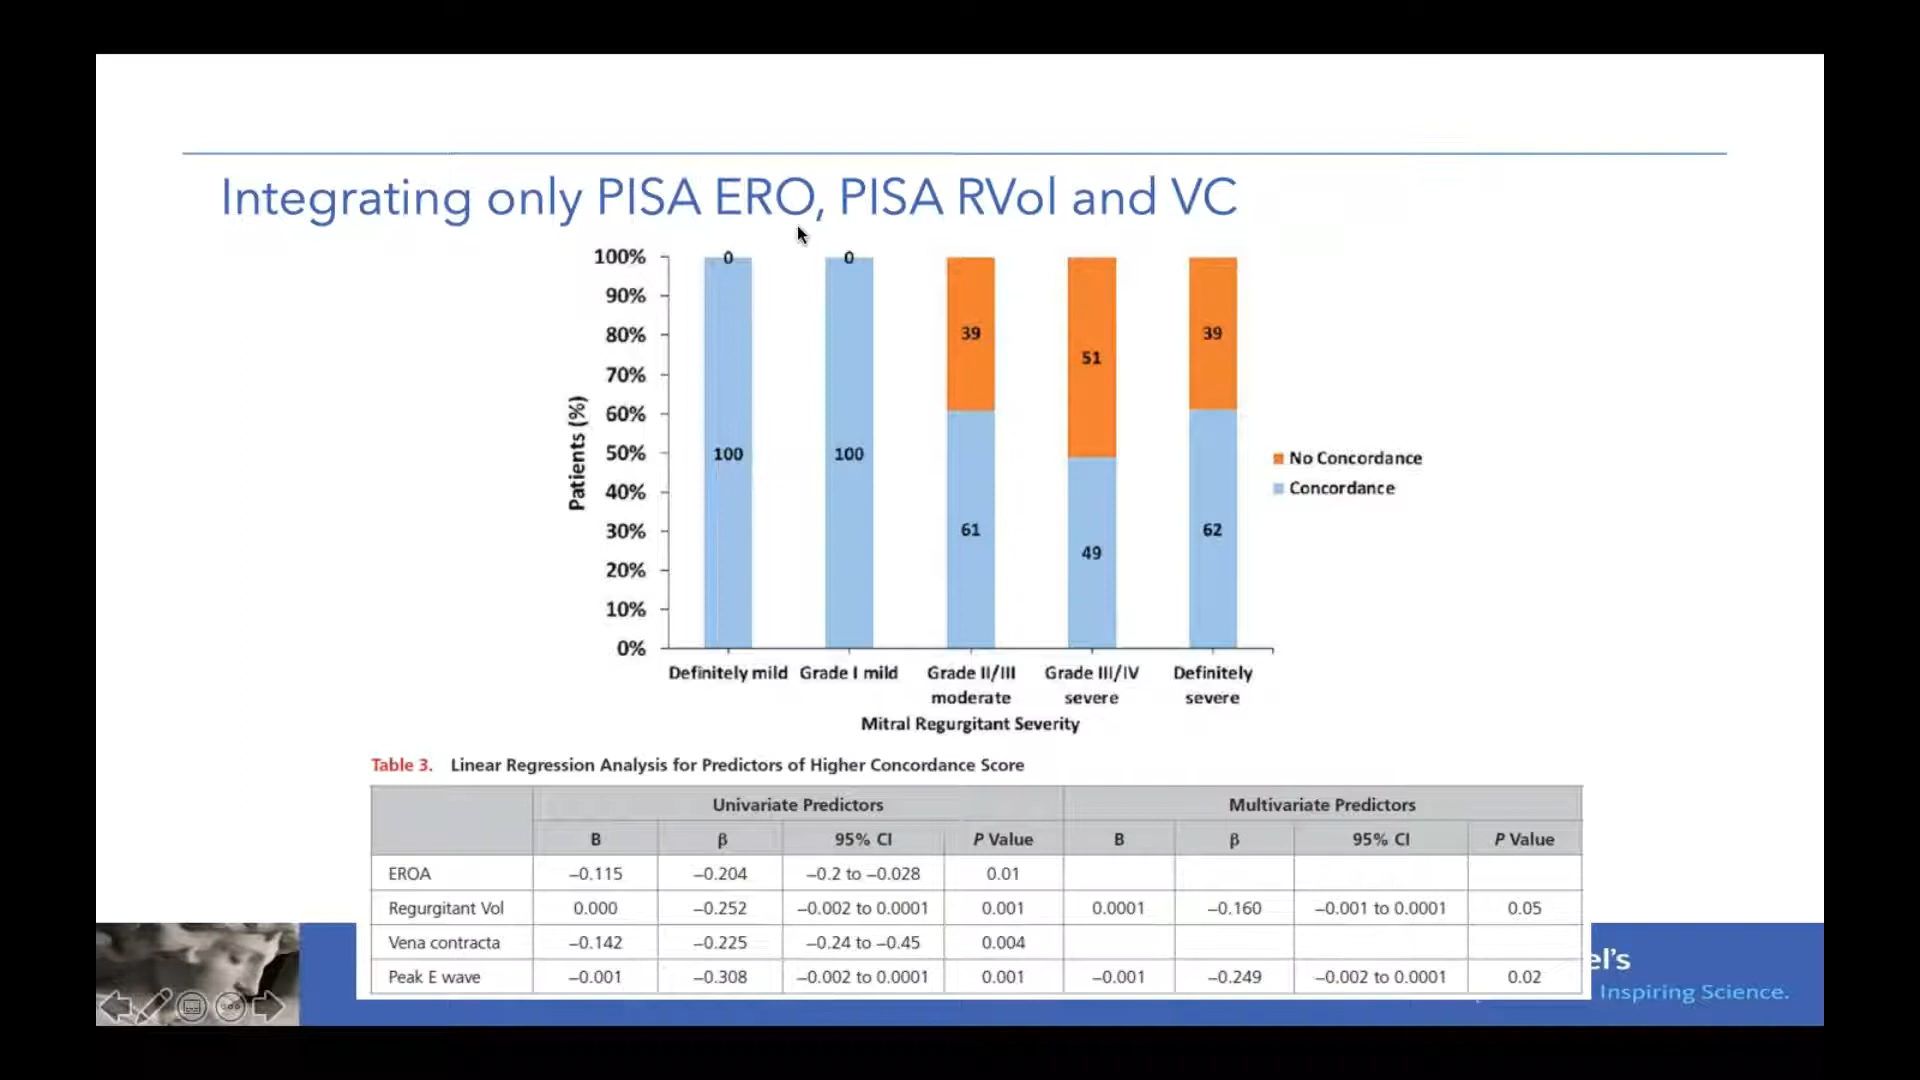 Integrating only PISA ERO, PISA RVol and VC
100%
90%
80%
70%
60%
50%
40%
30%
20%
10%
0%
Patients (%)
0
0
39
51
39
100
100
61
49
62
No Concordance
Concordance
Definitely mild
Grade I mild
Grade II/III
moderate
Grade III/IV
severe
Definitely
severe
Mitral Regurgitant Severity
Table 3. Linear Regression Analysis for Predictors of Higher Concordance Score
Univariate Predictors Multivariate Predictors
B β 95% CI P Value B β 95% CI P Value
EROA –0.115 –0.204 –0.2 to –0.028 0.01
Regurgitant Vol 0.000 –0.252 –0.002 to 0.0001 0.001 0.0001 –0.160 –0.001 to 0.0001 0.05
Vena contracta –0.142 –0.225 –0.24 to –0.45 0.004
Peak E wave –0.001 –0.308 –0.002 to 0.0001 0.001 –0.001 –0.249 –0.002 to 0.0001 0.02
el's
Inspiring Science.